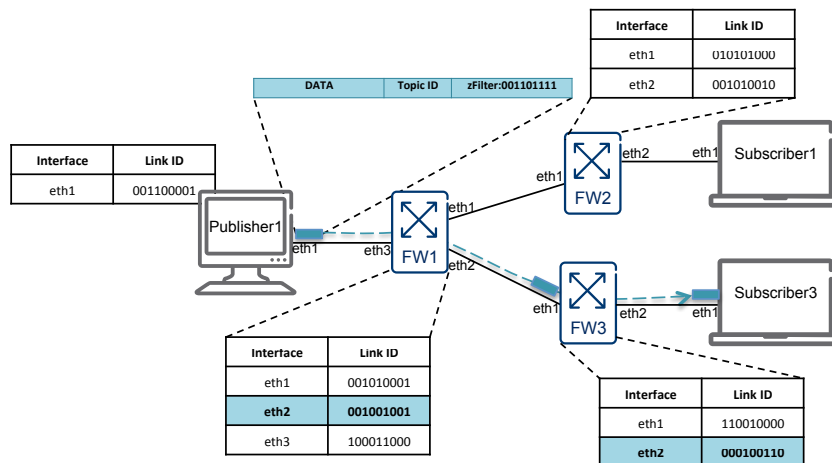 Interface Link ID
eth1 010101000
eth2 001010010
DATA Topic ID zFilter:001101111
Interface Link ID
eth1 001100001
Publisher1
eth1
eth3
FW1
eth1
eth2
eth1
FW2
eth2
eth1
Subscriber1
eth1
FW3
eth2
eth1
Subscriber3
Interface Link ID
eth1 001010001
eth2 001001001
eth3 100011000
Interface Link ID
eth1 110010000
eth2 000100110